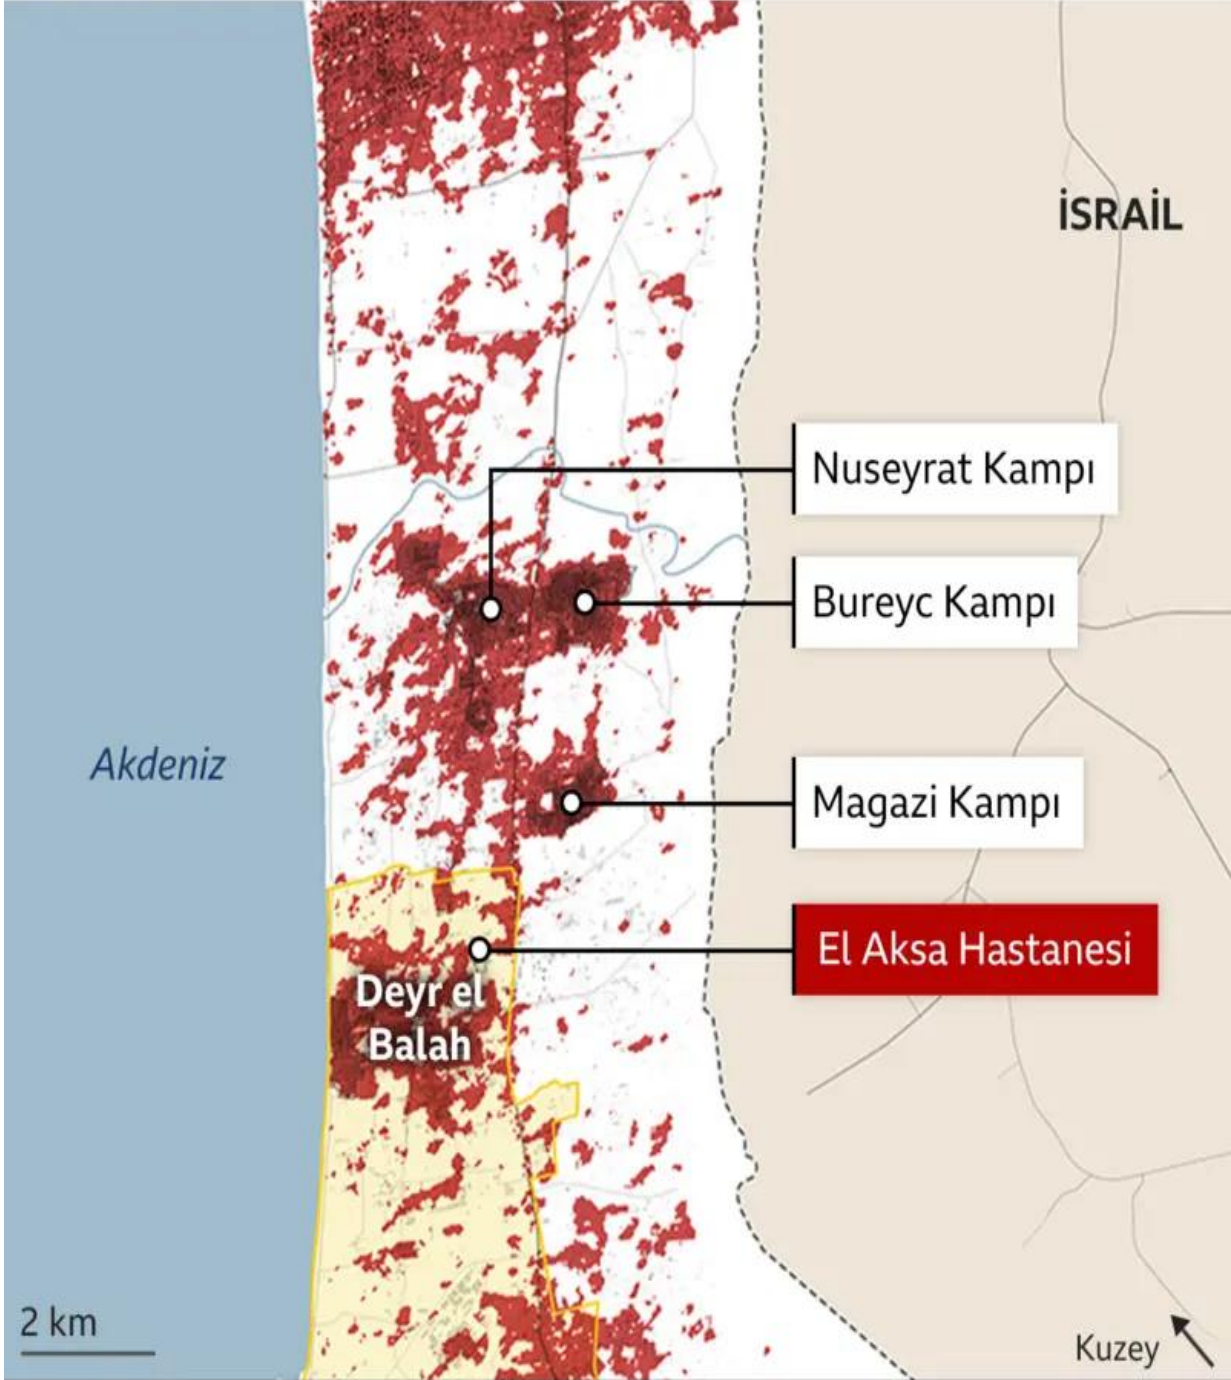 İSRAİL
Nuseyrat Kampı
Bureyc Kampı
Akdeniz
Magazi Kampı
El Aksa Hastanesi
Deyr el
Balah
2 km
Kuzey